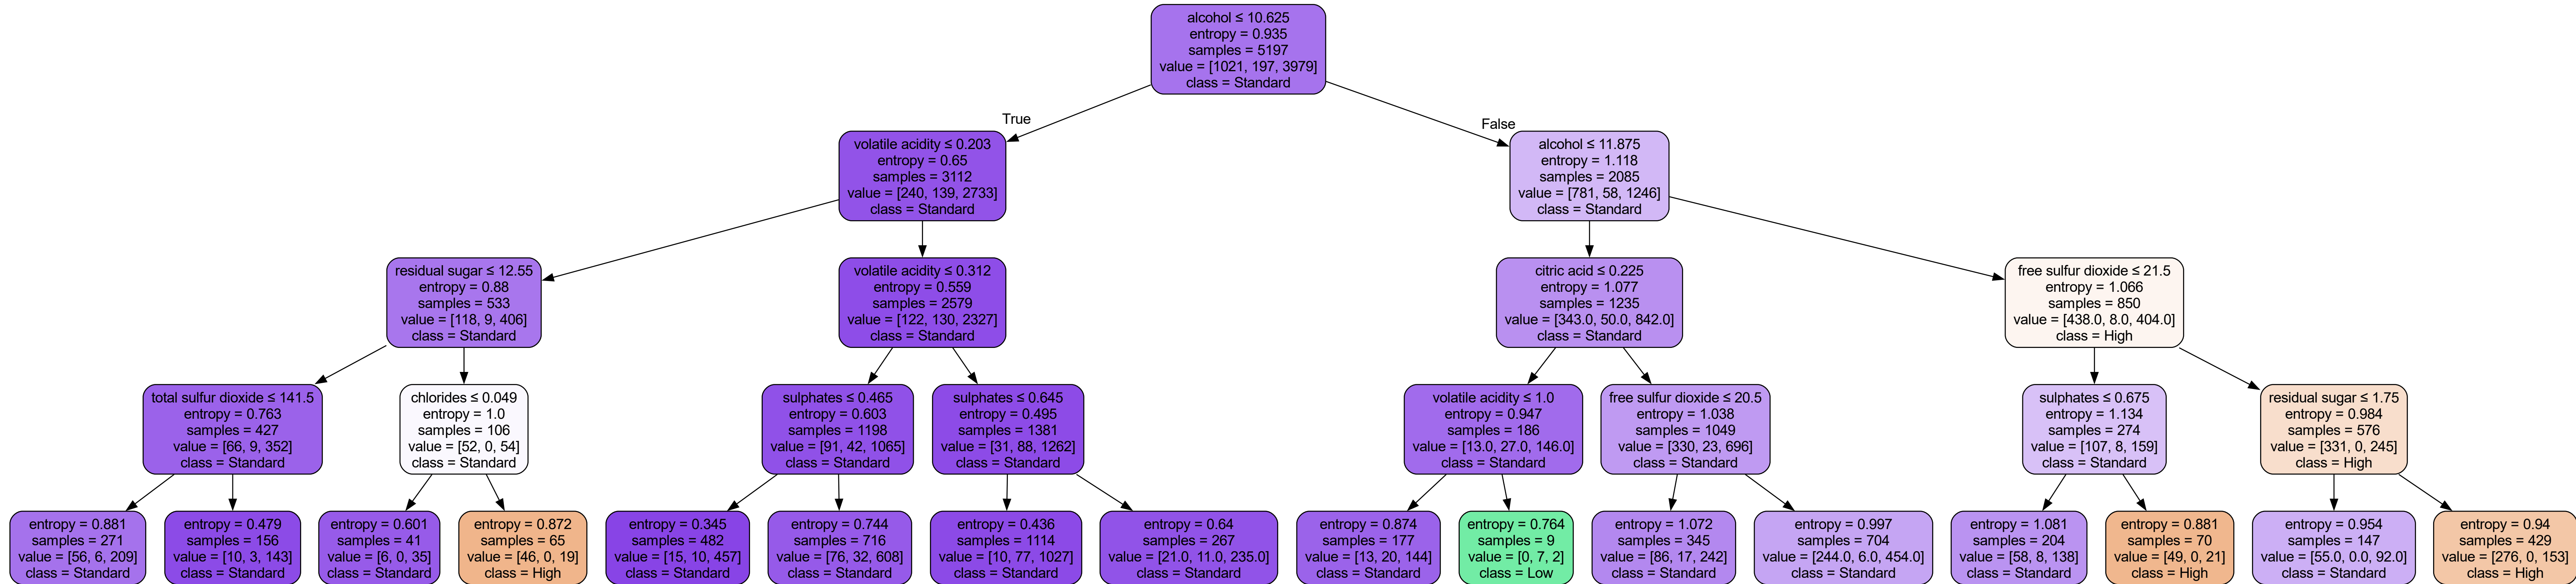 alcohol ≤ 10.625
entropy = 0.935
samples = 5197
value = [1021, 197, 3979]
class = Standard
True
False
volatile acidity ≤ 0.203
entropy = 0.65
samples = 3112
value = [240, 139, 2733]
class = Standard
alcohol ≤ 11.875
entropy = 1.118
samples = 2085
value = [781, 58, 1246]
class = Standard
residual sugar ≤ 12.55
entropy = 0.88
samples = 533
value = [118, 9, 406]
class = Standard
volatile acidity ≤ 0.312
entropy = 0.559
samples = 2579
value = [122, 130, 2327]
class = Standard
citric acid ≤ 0.225
entropy = 1.077
samples = 1235
value = [343.0, 50.0, 842.0]
class = Standard
free sulfur dioxide ≤ 21.5
entropy = 1.066
samples = 850
value = [438.0, 8.0, 404.0]
class = High
total sulfur dioxide ≤ 141.5
entropy = 0.763
samples = 427
value = [66, 9, 352]
class = Standard
chlorides ≤ 0.049
entropy = 1.0
samples = 106
value = [52, 0, 54]
class = Standard
sulphates ≤ 0.465
entropy = 0.603
samples = 1198
value = [91, 42, 1065]
class = Standard
sulphates ≤ 0.645
entropy = 0.495
samples = 1381
value = [31, 88, 1262]
class = Standard
volatile acidity ≤ 1.0
entropy = 0.947
samples = 186
value = [13.0, 27.0, 146.0]
class = Standard
free sulfur dioxide ≤ 20.5
entropy = 1.038
samples = 1049
value = [330, 23, 696]
class = Standard
sulphates ≤ 0.675
entropy = 1.134
samples = 274
value = [107, 8, 159]
class = Standard
residual sugar ≤ 1.75
entropy = 0.984
samples = 576
value = [331, 0, 245]
class = High
entropy = 0.881
samples = 271
value = [56, 6, 209]
class = Standard
entropy = 0.479
samples = 156
value = [10, 3, 143]
class = Standard
entropy = 0.601
samples = 41
value = [6, 0, 35]
class = Standard
entropy = 0.872
samples = 65
value = [46, 0, 19]
class = High
entropy = 0.345
samples = 482
value = [15, 10, 457]
class = Standard
entropy = 0.744
samples = 716
value = [76, 32, 608]
class = Standard
entropy = 0.436
samples = 1114
value = [10, 77, 1027]
class = Standard
entropy = 0.64
samples = 267
value = [21.0, 11.0, 235.0]
class = Standard
entropy = 0.874
samples = 177
value = [13, 20, 144]
class = Standard
entropy = 0.764
samples = 9
value = [0, 7, 2]
class = Low
entropy = 1.072
samples = 345
value = [86, 17, 242]
class = Standard
entropy = 0.997
samples = 704
value = [244.0, 6.0, 454.0]
class = Standard
entropy = 1.081
samples = 204
value = [58, 8, 138]
class = Standard
entropy = 0.881
samples = 70
value = [49, 0, 21]
class = High
entropy = 0.954
samples = 147
value = [55.0, 0.0, 92.0]
class = Standard
entropy = 0.94
samples = 429
value = [276, 0, 153]
class = High